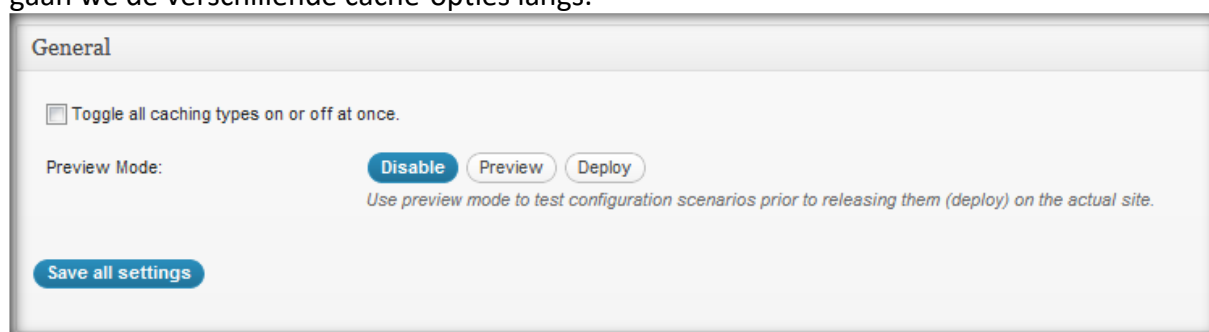 gaan we de verschillende cache-opties langs.
General
Toggle all caching types on or off at once.
Preview Mode:
Disable Preview Deploy
Use preview mode to test configuration scenarios prior to releasing them (deploy) on the actual site.
Save all settings